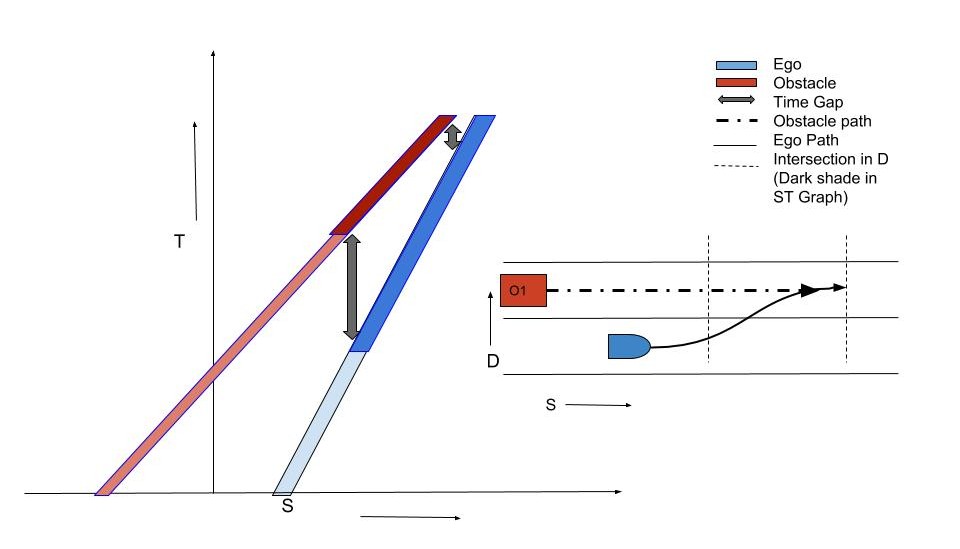 Ego
Obstacle
Time Gap
Obstacle path
Ego Path
Intersection in D
(Dark shade in
ST Graph)
T
O1
D
S
S